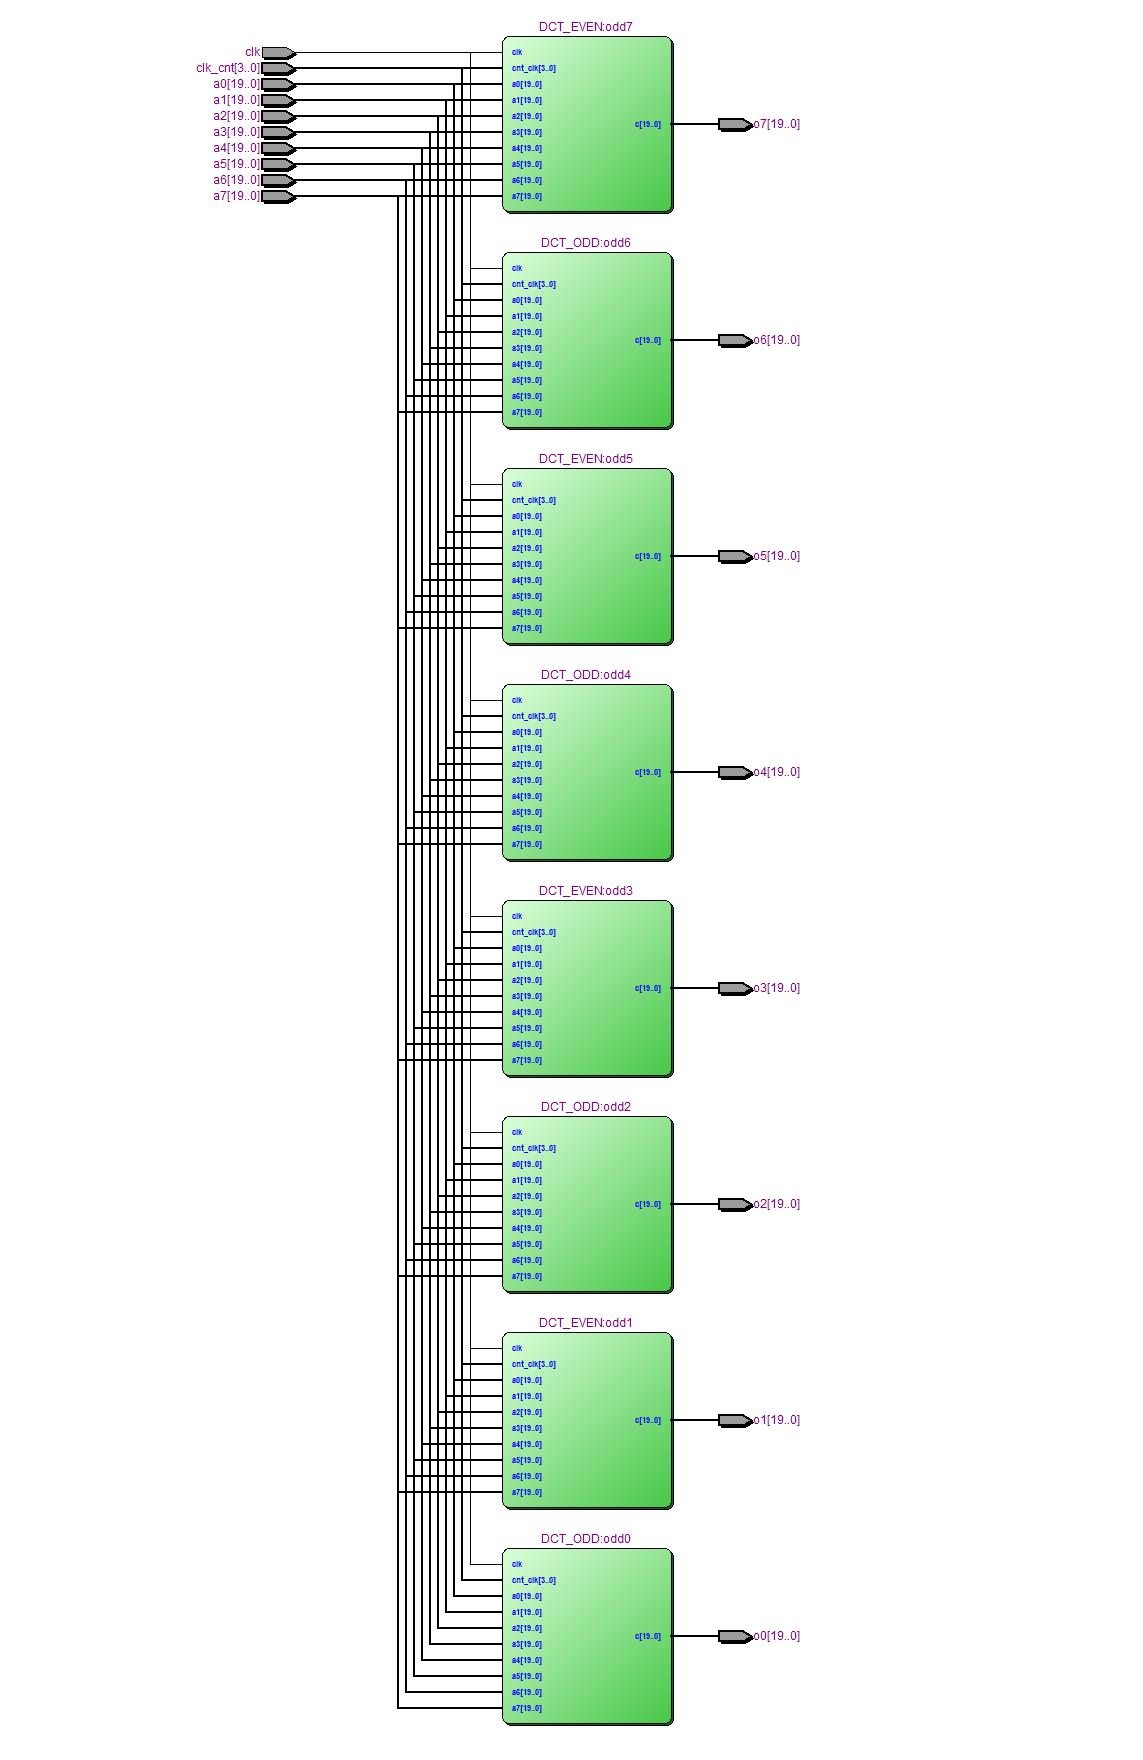 DCT_EVEN:odd7
clk
clk_cnt[3..0]
a0[19..0]
a1[19..0]
a2[19..0]
a3[19..0]
a4[19..0]
a5[19..0]
a6[19..0]
a7[19..0]
clk
cnt_clk[3..0]
a0[19..0]
a1[19..0]
a2[19..0]
a3[19..0]
a4[19..0]
a5[19..0]
a6[19..0]
a7[19..0]
c[19..0]
o7[19..0]
DCT_ODD:odd6
clk
cnt_clk[3..0]
a0[19..0]
a1[19..0]
a2[19..0]
a3[19..0]
a4[19..0]
a5[19..0]
a6[19..0]
a7[19..0]
c[19..0]
o6[19..0]
DCT_EVEN:odd5
clk
cnt_clk[3..0]
a0[19..0]
a1[19..0]
a2[19..0]
a3[19..0]
a4[19..0]
a5[19..0]
a6[19..0]
a7[19..0]
c[19..0]
o5[19..0]
DCT_ODD:odd4
clk
cnt_clk[3..0]
a0[19..0]
a1[19..0]
a2[19..0]
a3[19..0]
a4[19..0]
a5[19..0]
a6[19..0]
a7[19..0]
c[19..0]
o4[19..0]
DCT_EVEN:odd3
clk
cnt_clk[3..0]
a0[19..0]
a1[19..0]
a2[19..0]
a3[19..0]
a4[19..0]
a5[19..0]
a6[19..0]
a7[19..0]
c[19..0]
o3[19..0]
DCT_ODD:odd2
clk
cnt_clk[3..0]
a0[19..0]
a1[19..0]
a2[19..0]
a3[19..0]
a4[19..0]
a5[19..0]
a6[19..0]
a7[19..0]
c[19..0]
o2[19..0]
DCT_EVEN:odd1
clk
cnt_clk[3..0]
a0[19..0]
a1[19..0]
a2[19..0]
a3[19..0]
a4[19..0]
a5[19..0]
a6[19..0]
a7[19..0]
c[19..0]
o1[19..0]
DCT_ODD:odd0
clk
cnt_clk[3..0]
a0[19..0]
a1[19..0]
a2[19..0]
a3[19..0]
a4[19..0]
a5[19..0]
a6[19..0]
a7[19..0]
c[19..0]
o0[19..0]